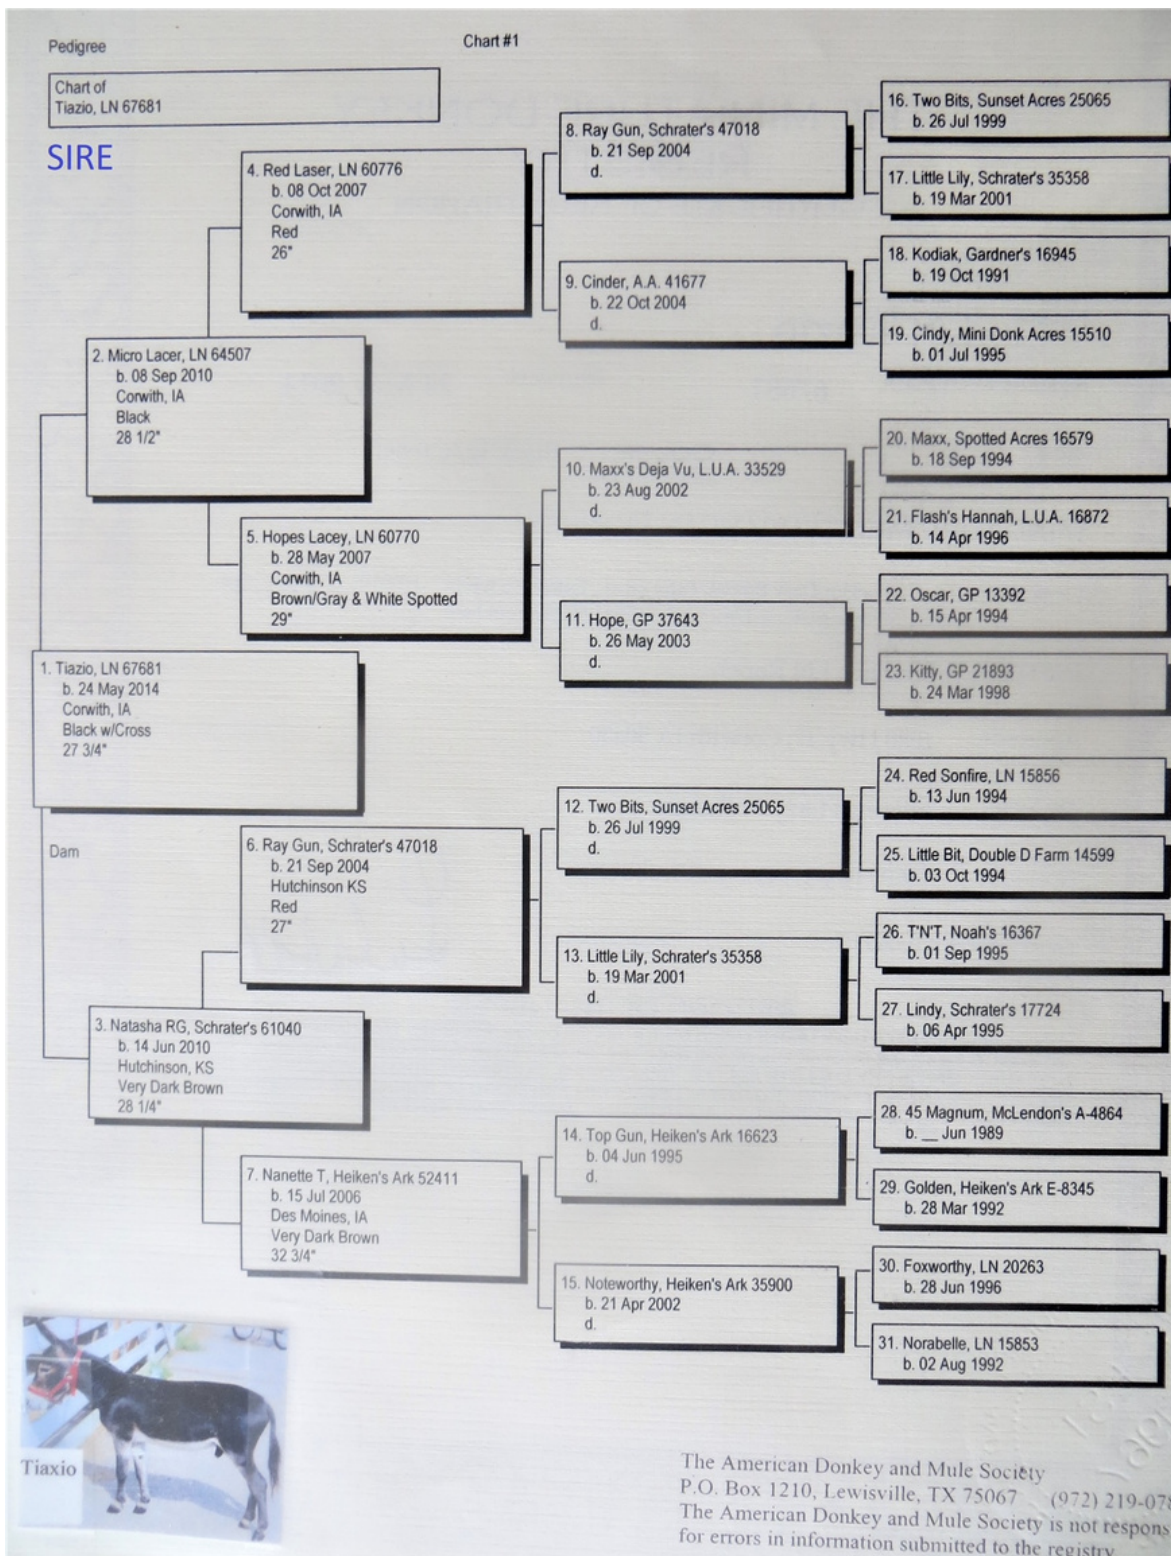 Pedigree
Chart #1
Chart of
Tiazio, LN 67681
SIRE
1. Tiazio, LN 67681
b. 24 May 2014
Corwith, IA
Black w/Cross
27 3/4"
Dam
2. Micro Lacer, LN 64507
b. 08 Sep 2010
Corwith, IA
Black
28 1/2"
3. Natasha RG, Schrater's 61040
b. 14 Jun 2010
Hutchinson, KS
Very Dark Brown
28 1/4"
4. Red Laser, LN 60776
b. 08 Oct 2007
Corwith, IA
Red
26"
5. Hopes Lacey, LN 60770
b. 28 May 2007
Corwith, IA
Brown/Gray & White Spotted
29"
6. Ray Gun, Schrater's 47018
b. 21 Sep 2004
Hutchinson KS
Red
27"
7. Nanette T, Heiken's Ark 52411
b. 15 Jul 2006
Des Moines, IA
Very Dark Brown
32 3/4"
8. Ray Gun, Schrater's 47018
b. 21 Sep 2004
d.
9. Cinder, A.A. 41677
b. 22 Oct 2004
d.
10. Maxx's Deja Vu, L.U.A. 33529
b. 23 Aug 2002
d.
11. Hope, GP 37643
b. 26 May 2003
d.
12. Two Bits, Sunset Acres 25065
b. 26 Jul 1999
d.
13. Little Lily, Schrater's 35358
b. 19 Mar 2001
d.
14. Top Gun, Heiken's Ark 16623
b. 04 Jun 1995
d.
15. Noteworthy, Heiken's Ark 35900
b. 21 Apr 2002
d.
16. Two Bits, Sunset Acres 25065
b. 26 Jul 1999
17. Little Lily, Schrater's 35358
b. 19 Mar 2001
18. Kodiak, Gardner's 16945
b. 19 Oct 1991
19. Cindy, Mini Donk Acres 15510
b. 01 Jul 1995
20. Maxx, Spotted Acres 16579
b. 18 Sep 1994
21. Flash's Hannah, L.U.A. 16872
b. 14 Apr 1996
22. Oscar, GP 13392
b. 15 Apr 1994
23. Kitty, GP 21893
b. 24 Mar 1998
24. Red Sonfire, LN 15856
b. 13 Jun 1994
25. Little Bit, Double D Farm 14599
b. 03 Oct 1994
26. T'N'T, Noah's 16367
b. 01 Sep 1995
27. Lindy, Schrater's 17724
b. 06 Apr 1995
28. 45 Magnum, McLendon's A-4864
b. __ Jun 1989
29. Golden, Heiken's Ark E-8345
b. 28 Mar 1992
30. Foxworthy, LN 20263
b. 28 Jun 1996
31. Norabelle, LN 15853
b. 02 Aug 1992
Tiaxio
The American Donkey and Mule Society
P.O. Box 1210, Lewisville, TX 75067 (972) 219-078
The American Donkey and Mule Society is not respons
for errors in information submitted to the registry